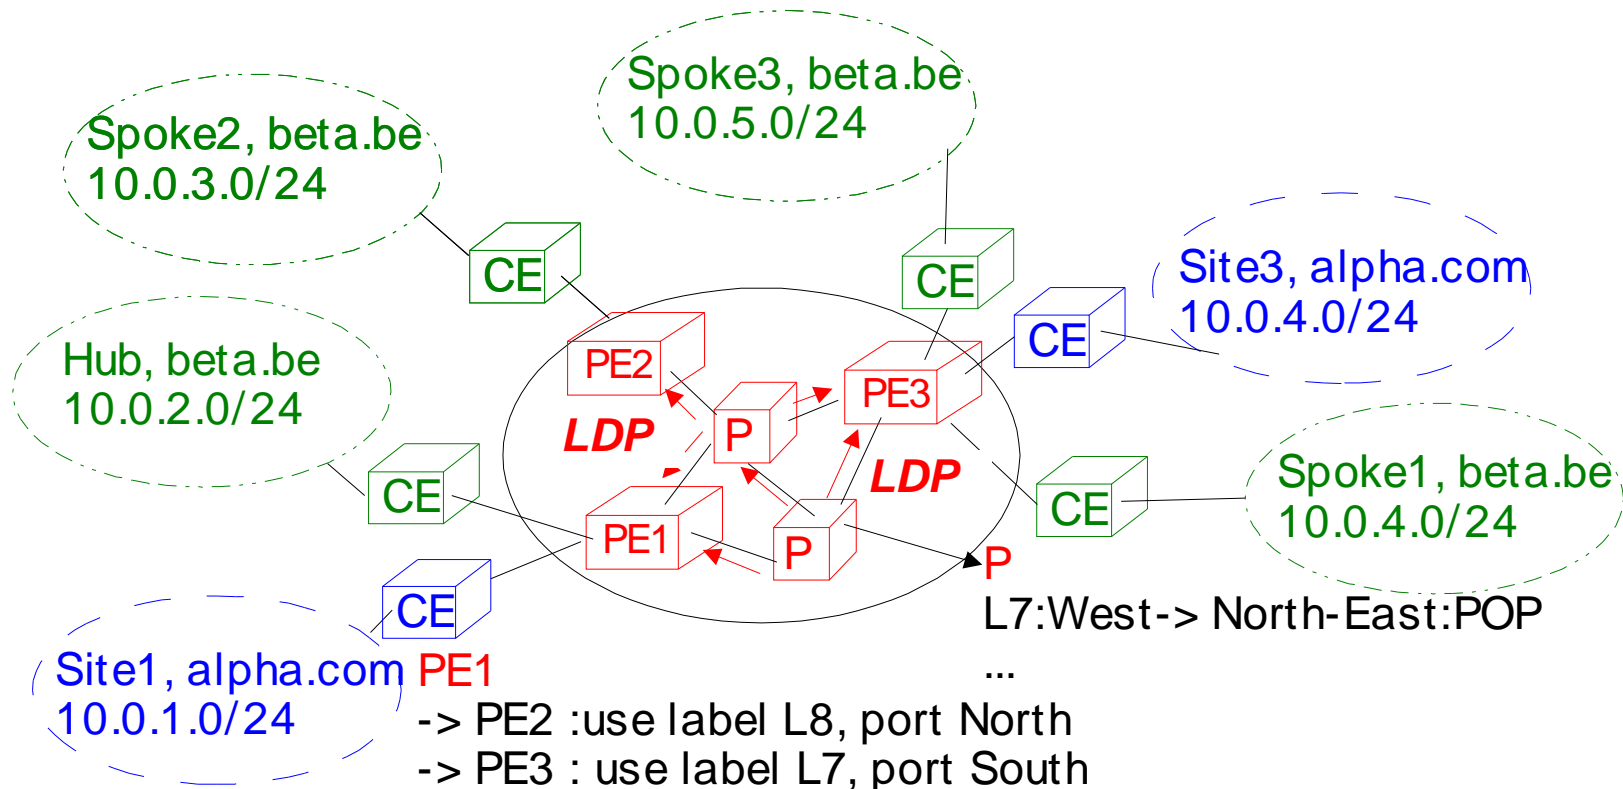 Spoke3, beta.be
10.0.5.0/24
Spoke2, beta.be
10.0.3.0/24
CE
CE
Site3, alpha.com
10.0.4.0/24
CE
Hub, beta.be
10.0.2.0/24
PE2
PE3
LDP
P
LDP
CE
Spoke1, beta.be
10.0.4.0/24
CE
PE1
P
P
L7:West-> North-East:POP
...
CE
Site1, alpha.com
10.0.1.0/24
PE1
-> PE2 :use label L8, port North
-> PE3 : use label L7, port South